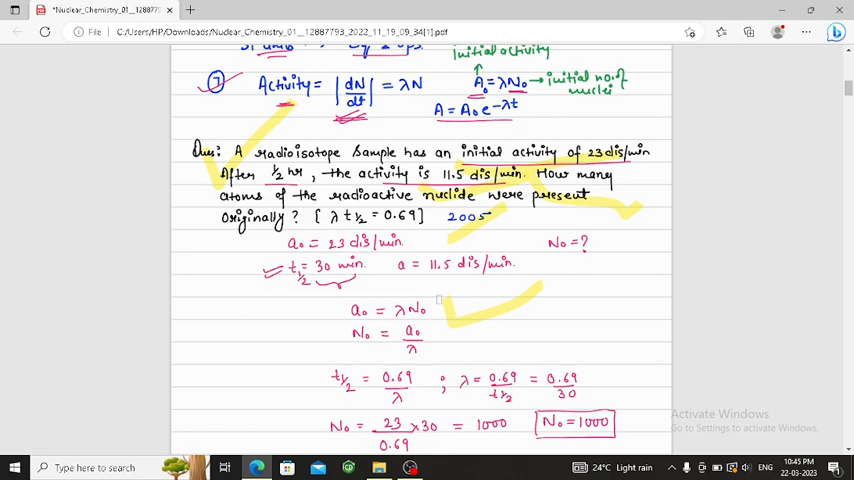 *Nuclear_Chemistry_01__12887793
File
C:/Users/HP/Downloads/Nuclear_Chemistry_01__12887793_2022_11_19_09_34[1].pdf
initial activity
⑦ Activity = |dN/dt| = λN
A₀ = λN₀ → initial no. of nuclei
A = A₀e^-λt
Ques: A radioisotope sample has an initial activity of 23 dis/min
After 1/2 hr, the activity is 11.5 dis/min. How many
atoms of the radioactive nuclide were present
originally? [λ t1/2 = 0.69] 2005
a₀ = 23 dis/min. N₀ = ?
t1/2 = 30 min. a = 11.5 dis/min.
a₀ = λN₀
N₀ = a₀/λ
t1/2 = 0.69/λ ; λ = 0.69/t1/2 = 0.69/30
N₀ = 23/0.69 × 30 = 1000 N₀ = 1000
Activate Windows
Go to Settings to activate Windows.
Type here to search
24°C Light rain
ENG
10:45 PM
22-03-2023